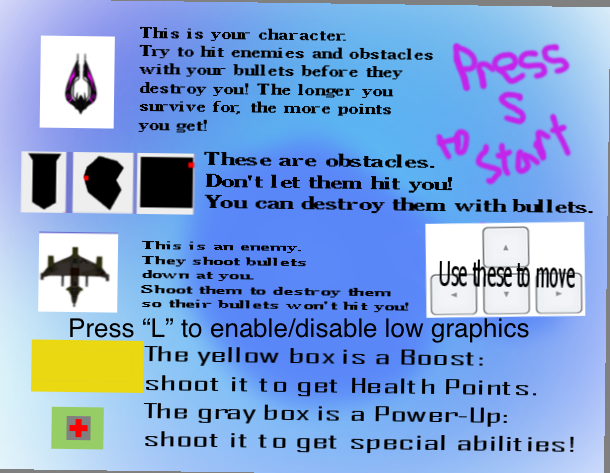 This is your character.
Try to hit enemies and obstacles
with your bullets before they
destroy you! The longer you
survive for, the more points
you get!
Press
S
to
start
These are obstacles.
Don't let them hit you!
You can destroy them with bullets.
This is an enemy.
They shoot bullets
down at you.
Shoot them to destroy them
so their bullets won't hit you!
Use these to move
Press “L” to enable/disable low graphics
The yellow box is a Boost:
shoot it to get Health Points.
The gray box is a Power-Up:
shoot it to get special abilities!